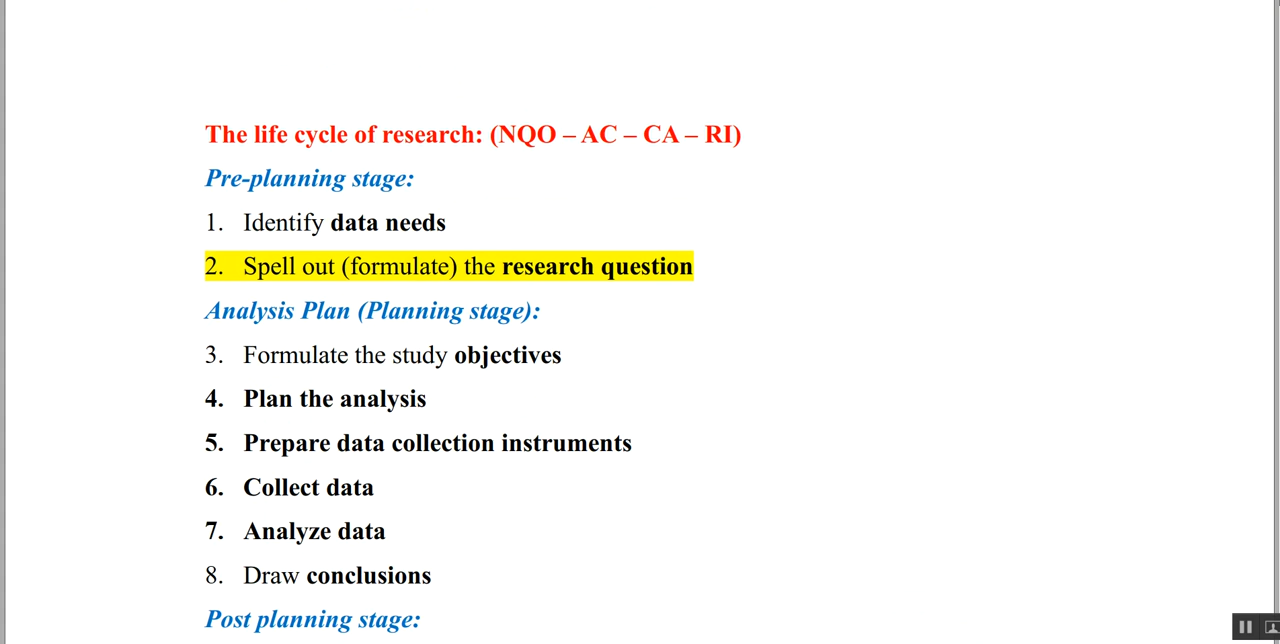 The life cycle of research: (NQO – AC – CA – RI)
Pre-planning stage:
1. Identify data needs
2. Spell out (formulate) the research question
Analysis Plan (Planning stage):
3. Formulate the study objectives
4. Plan the analysis
5. Prepare data collection instruments
6. Collect data
7. Analyze data
8. Draw conclusions
Post planning stage: